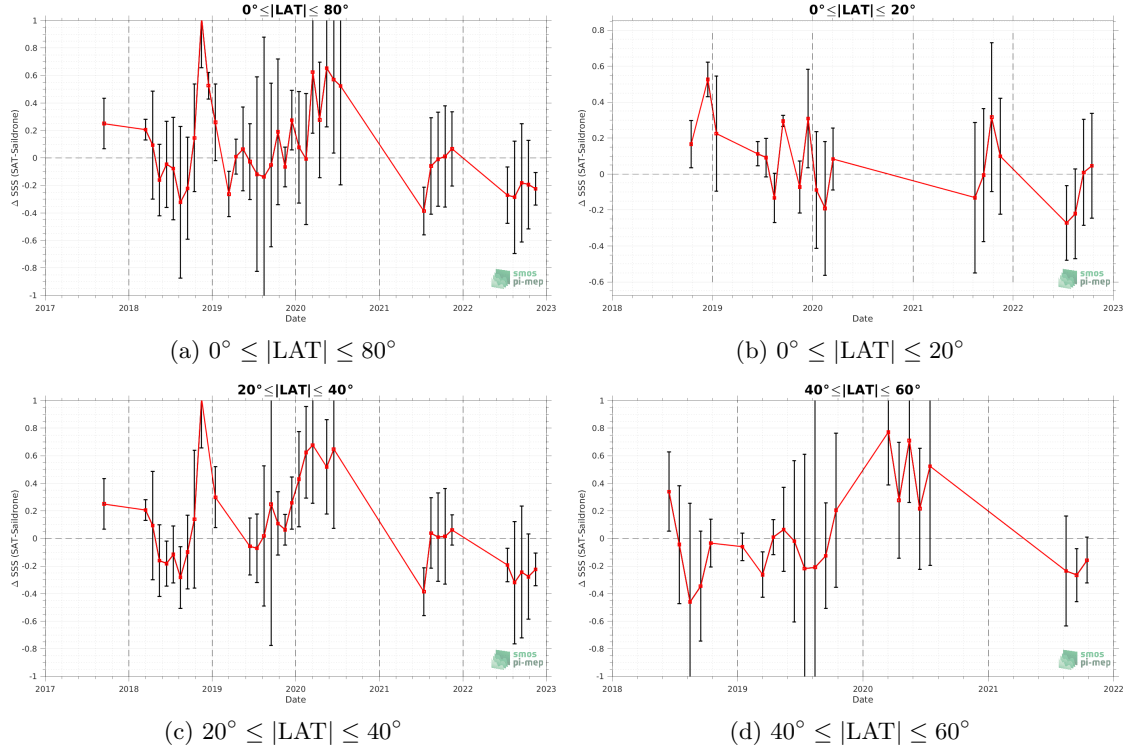 0°≤|LAT|≤ 80°
1
0.8
0.6
0.4
0.2
0
-0.2
-0.4
-0.6
-0.8
-1
Δ SSS (SAT-Saildrone)
2017
2018
2019
2020
2021
2022
2023
Date
smos
pi-mep
(a) 0° ≤ |LAT| ≤ 80°
0°≤|LAT|≤ 20°
0.8
0.6
0.4
0.2
0
-0.2
-0.4
-0.6
Δ SSS (SAT-Saildrone)
2018
2019
2020
2021
2022
2023
Date
smos
pi-mep
(b) 0° ≤ |LAT| ≤ 20°
20°≤|LAT|≤ 40°
1
0.8
0.6
0.4
0.2
0
-0.2
-0.4
-0.6
-0.8
-1
Δ SSS (SAT-Saildrone)
2017
2018
2019
2020
2021
2022
2023
Date
smos
pi-mep
(c) 20° ≤ |LAT| ≤ 40°
40°≤|LAT|≤ 60°
1
0.8
0.6
0.4
0.2
0
-0.2
-0.4
-0.6
-0.8
-1
Δ SSS (SAT-Saildrone)
2018
2019
2020
2021
2022
Date
smos
pi-mep
(d) 40° ≤ |LAT| ≤ 60°